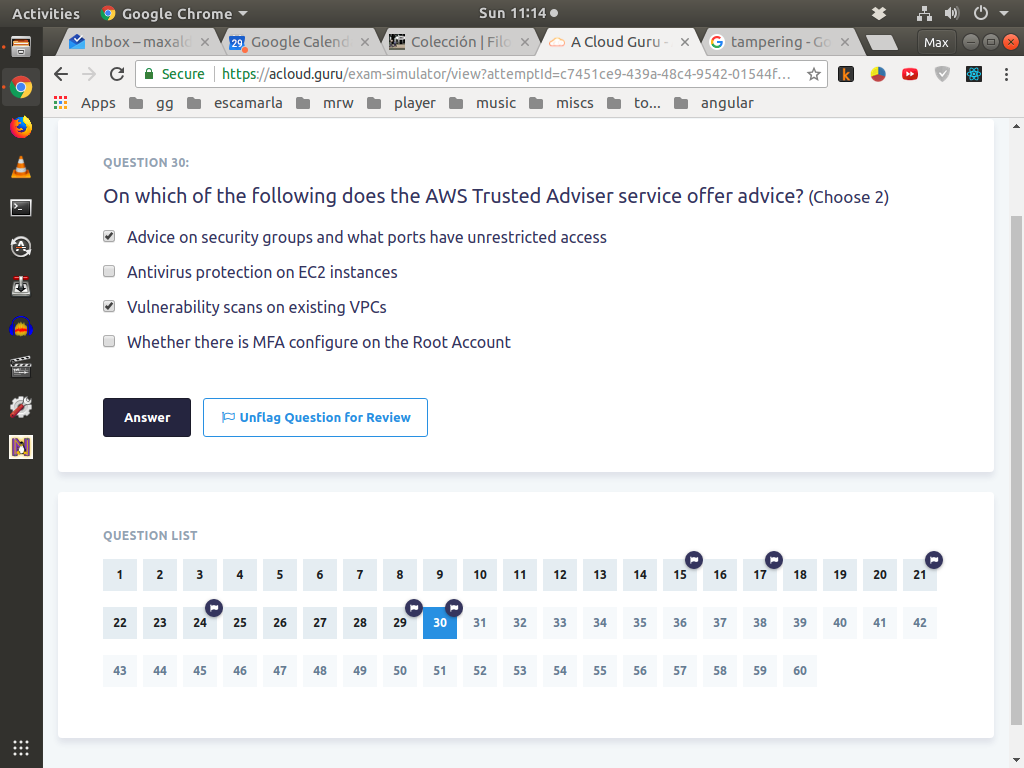 Activities Google Chrome Sun 11:14
Inbox – maxald Google Calend Colección | Filo A Cloud Guru - tampering - Go Max
Secure https://acloud.guru/exam-simulator/view?attemptId=c7451ce9-439a-48c4-9542-01544f...
Apps gg escamarla mrw player music miscs to... angular
QUESTION 30:
On which of the following does the AWS Trusted Adviser service offer advice? (Choose 2)
Advice on security groups and what ports have unrestricted access
Antivirus protection on EC2 instances
Vulnerability scans on existing VPCs
Whether there is MFA configure on the Root Account
Answer Unflag Question for Review
QUESTION LIST
1 2 3 4 5 6 7 8 9 10 11 12 13 14 15 16 17 18 19 20 21
22 23 24 25 26 27 28 29 30 31 32 33 34 35 36 37 38 39 40 41 42
43 44 45 46 47 48 49 50 51 52 53 54 55 56 57 58 59 60